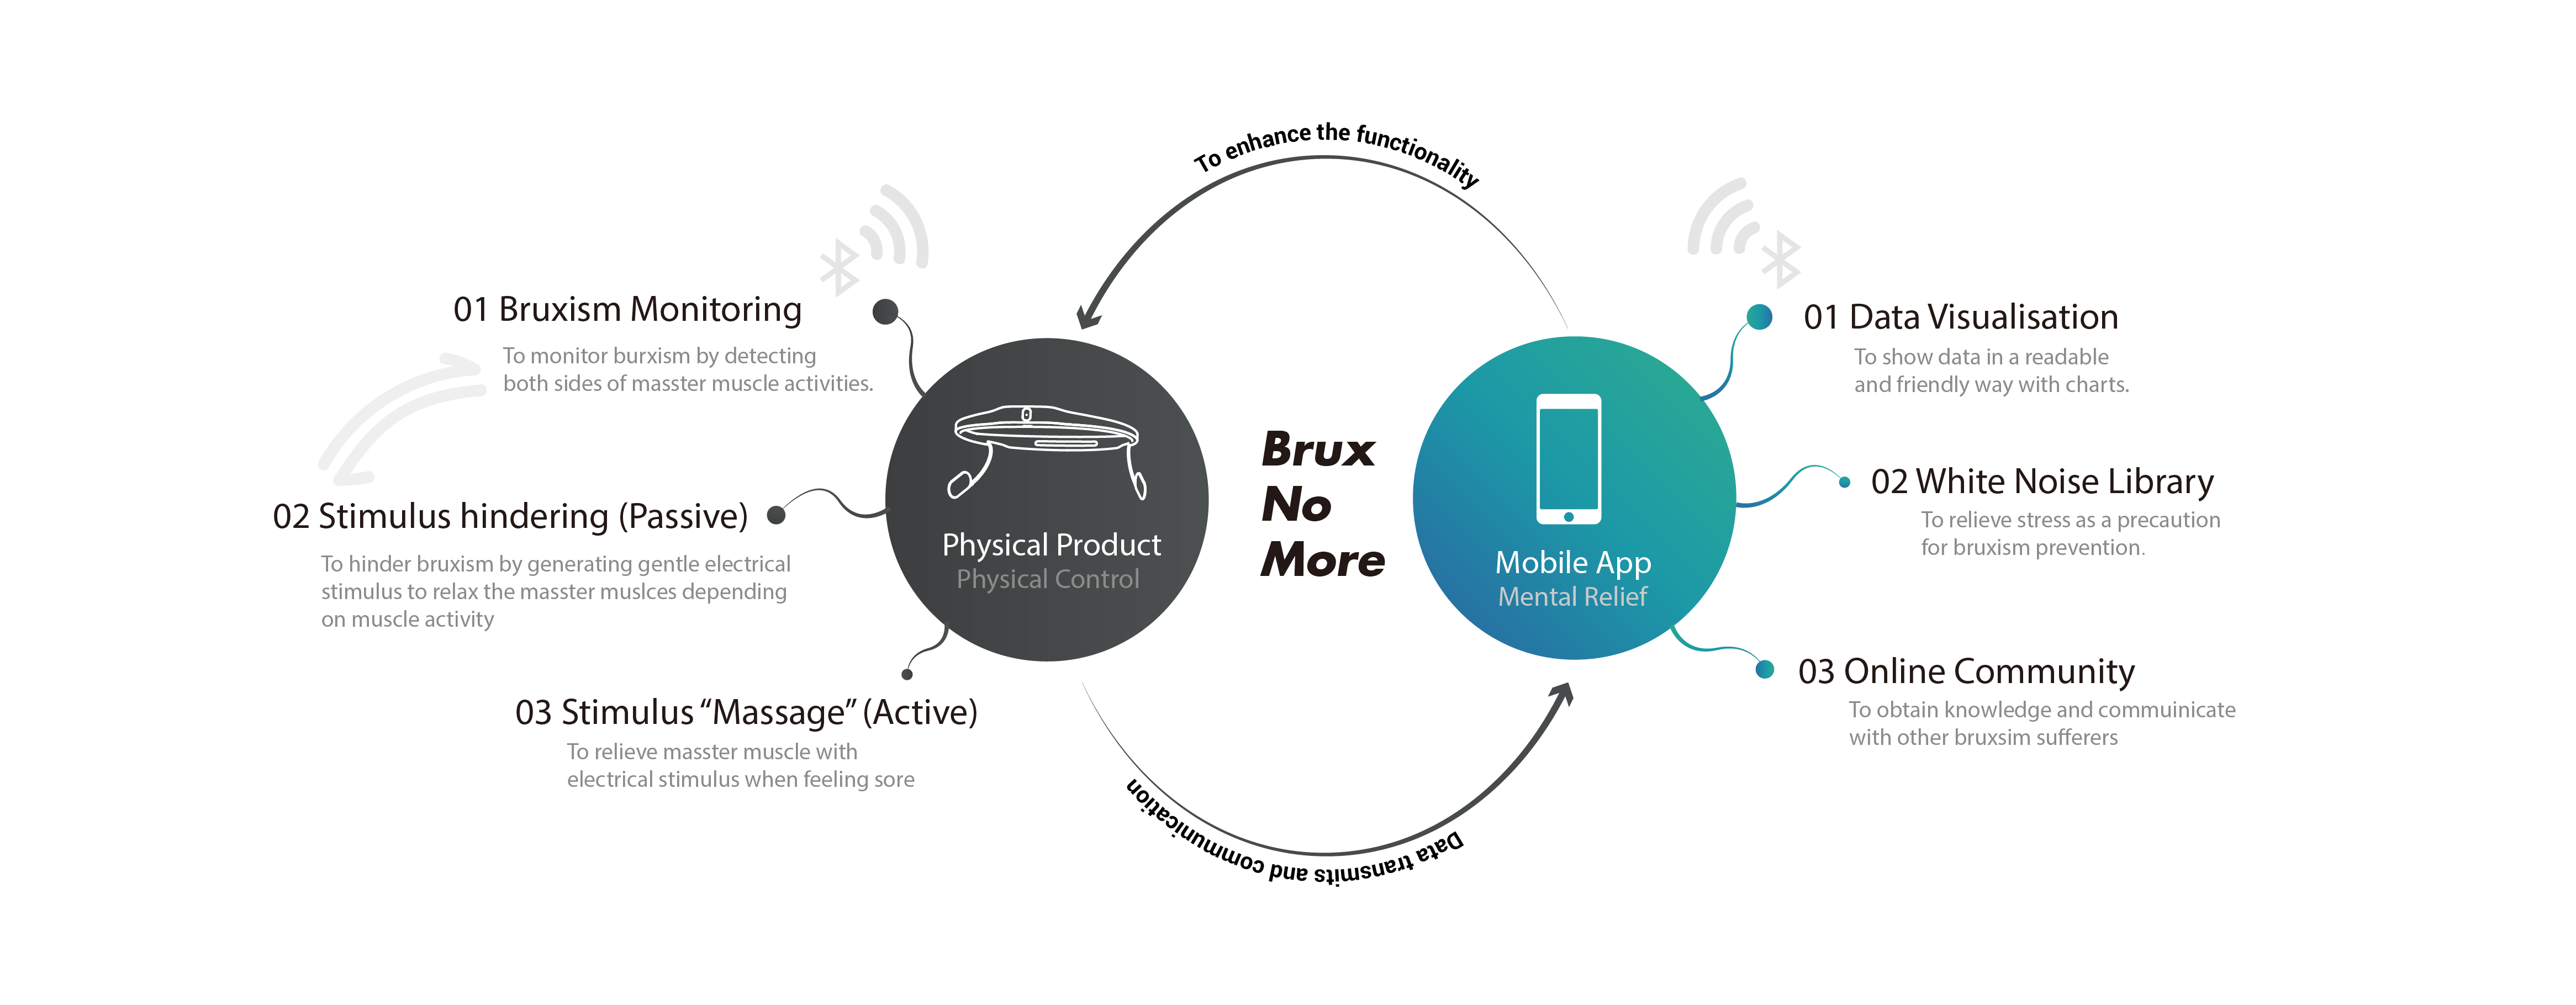 To enhance the functionality
01 Bruxism Monitoring
To monitor burxism by detecting
both sides of masster muscle activities.
02 Stimulus hindering (Passive)
To hinder bruxism by generating gentle electrical
stimulus to relax the masster muslces depending
on muscle activity
03 Stimulus “Massage” (Active)
To relieve masster muscle with
electrical stimulus when feeling sore
Physical Product
Physical Control
Brux
No
More
Mobile App
Mental Relief
01 Data Visualisation
To show data in a readable
and friendly way with charts.
02 White Noise Library
To relieve stress as a precaution
for bruxism prevention.
03 Online Community
To obtain knowledge and commuinicate
with other bruxsim sufferers
Data transmits and communication